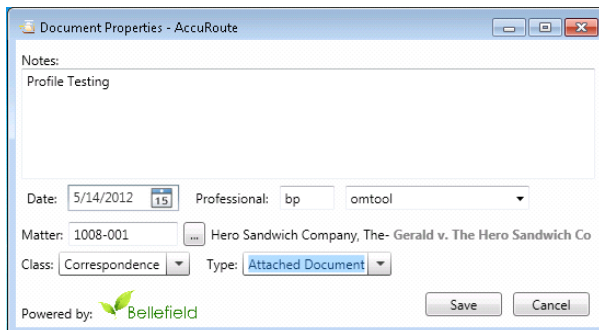 Document Properties - AccuRoute
Notes:
Profile Testing
Date: 5/14/2012 15 Professional: bp omtool
Matter: 1008-001 ... Hero Sandwich Company, The- Gerald v. The Hero Sandwich Co
Class: Correspondence Type: Attached Document
Powered by: Bellefield Save Cancel